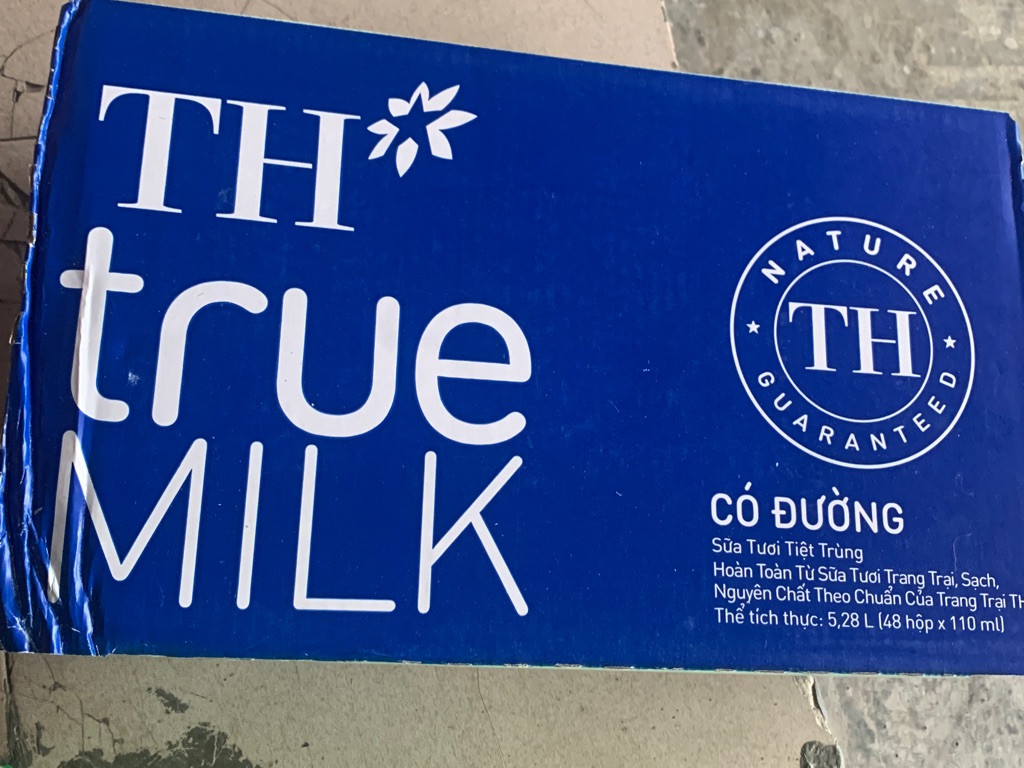 TH
true
MILK
NATURE
TH
GUARANTEED
CÓ ĐƯỜNG
Sữa Tươi Tiệt Trùng
Hoàn Toàn Từ Sữa Tươi Trang Trại, Sạch,
Nguyên Chất Theo Chuẩn Của Trang Trại TH
Thể tích thực: 5,28 L (48 hộp x 110 ml)